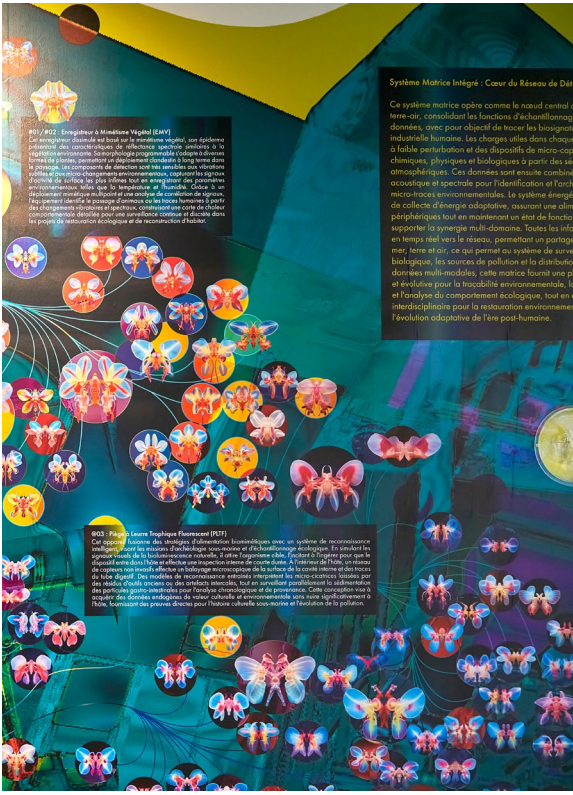 #01/#02 : Enregistreur à Mimétisme Végétal (EMV)
Cet enregistreur dissimulé est basé sur le mimétisme végétal, son épiderme
présentant des caractéristiques de réflectance spectrale similaires à la
végétation environnante. Sa morphologie programmable s'adapte à diverses
formes de plantes, permettant un déploiement clandestin à long terme dans
le paysage. Les composants de détection sont très sensibles aux vibrations
subtiles et aux micro-changements environnementaux, capturant les signaux
d'activité de surface les plus infimes tout en enregistrant des paramètres
environnementaux telles que la température et l'humidité. Grâce à un
déploiement mimétique multipoint et une analyse de corrélation de signaux,
l'équipement identifie le passage d'animaux ou les traces humaines à partir
des changements vibratoires et spectraux, construisant une carte de chaleur
comportementale détaillée pour une surveillance continue et discrète dans
les projets de restauration écologique et de reconstruction d'habitat.
Système Matrice Intégré : Cœur du Réseau de Dét
Ce système matrice opère comme le nœud central
terre-air, consolidant les fonctions d'échantillonnag
données, avec pour objectif de tracer les biosignat
industrielle humaine. Les charges utiles dans chaqu
à faible perturbation et des dispositifs de micro-cap
chimiques, physiques et biologiques à partir des sé
atmosphériques. Ces données sont ensuite combiné
acoustique et spectrale pour l'identification et l'arch
micro-traces environnementales. Le système énergé
de collecte d'énergie adaptative, assurant une alim
périphériques tout en maintenant un état de fonction
supporter la synergie multi-domaine. Toutes les info
en temps réel vers le réseau, permettant un partage
mer, terre et air, ce qui permet au système de surve
biologique, les sources de pollution et la distribution
données multi-modales, cette matrice fournit une p
et évolutive pour la traçabilité environnementale, la
et l'analyse du comportement écologique, tout en
interdisciplinaire pour la restauration environneme
l'évolution adaptative de l'ère post-humaine.
@03 : Piège à Leurre Trophique Fluorescent (PLTF)
Cet appareil fusionne des stratégies d'alimentation biomimétiques avec un système de reconnaissance
intelligent, visant les missions d'archéologie sous-marine et d'échantillonnage écologique. En simulant les
signaux visuels de la bioluminescence naturelle, il attire l'organisme cible, l'incitant à l'ingérer pour que le
dispositif entre dans l'hôte et effectue une inspection interne de courte durée. À l'intérieur de l'hôte, un réseau
de capteurs non invasifs effectue un balayage microscopique de la surface de la cavité interne et des traces
du tube digestif. Des modèles de reconnaissance entraînés interprètent les micro-cicatrices laissées par
des résidus d'outils anciens ou des artefacts intercalés, tout en surveillant parallèlement la sédimentation
des particules gastro-intestinales pour l'analyse chronologique et de provenance. Cette conception vise à
acquérir des données endogènes de valeur culturelle et environnementale sans nuire significativement à
l'hôte, fournissant des preuves directes pour l'histoire culturelle sous-marine et l'évolution de la pollution.